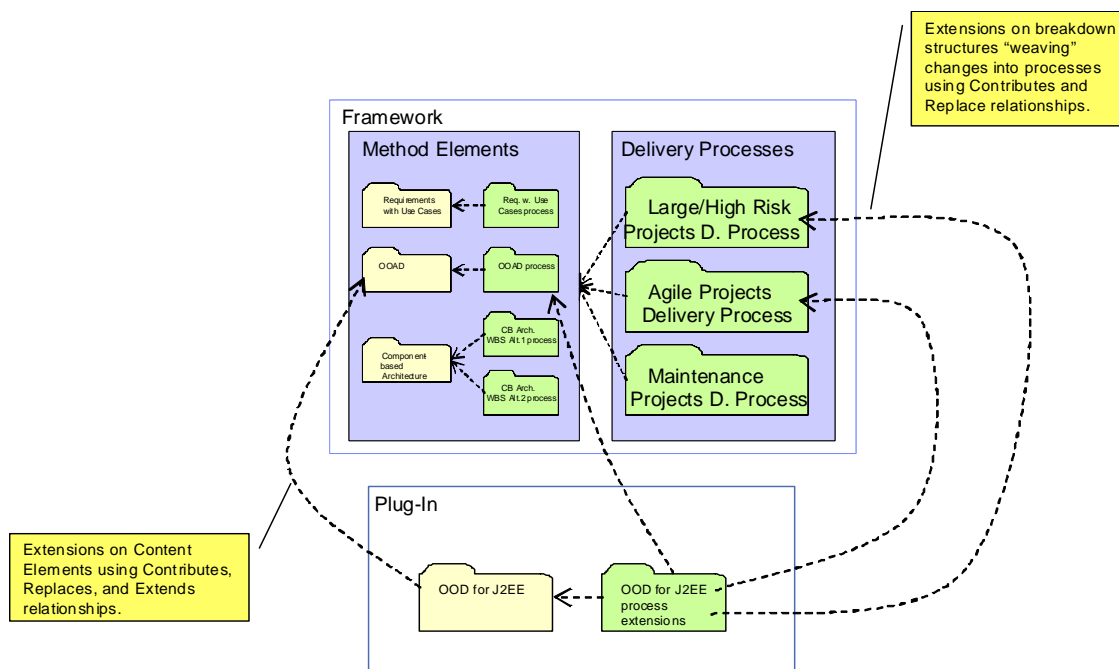 Extensions on breakdown
structures “weaving”
changes into processes
using Contributes and
Replace relationships.
Framework
Method Elements
Delivery Processes
Requirements
with Use Cases
Req. w. Use
Cases process
Large/High Risk
Projects D. Process
OOAD
OOAD process
Agile Projects
Delivery Process
CB Arch.
WBS Alt.1 process
Component-
based
Architecture
CB Arch.
WBS Alt.2 process
Maintenance
Projects D. Process
Plug-In
Extensions on Content
Elements using Contributes,
Replaces, and Extends
relationships.
OOD for J2EE
OOD for J2EE
process
extensions